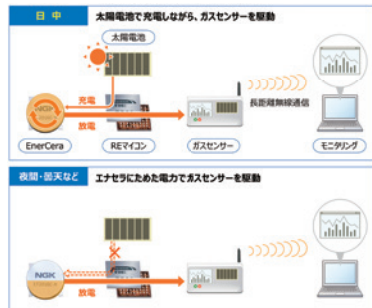 日中 太陽電池で充電しながら、ガスセンサーを駆動
太陽電池
充電
放電
長距離無線通信
NGK
EnerCera
REマイコン
ガスセンサー
モニタリング
夜間・曇天など エナセラにためた電力でガスセンサーを駆動
NGK
放電